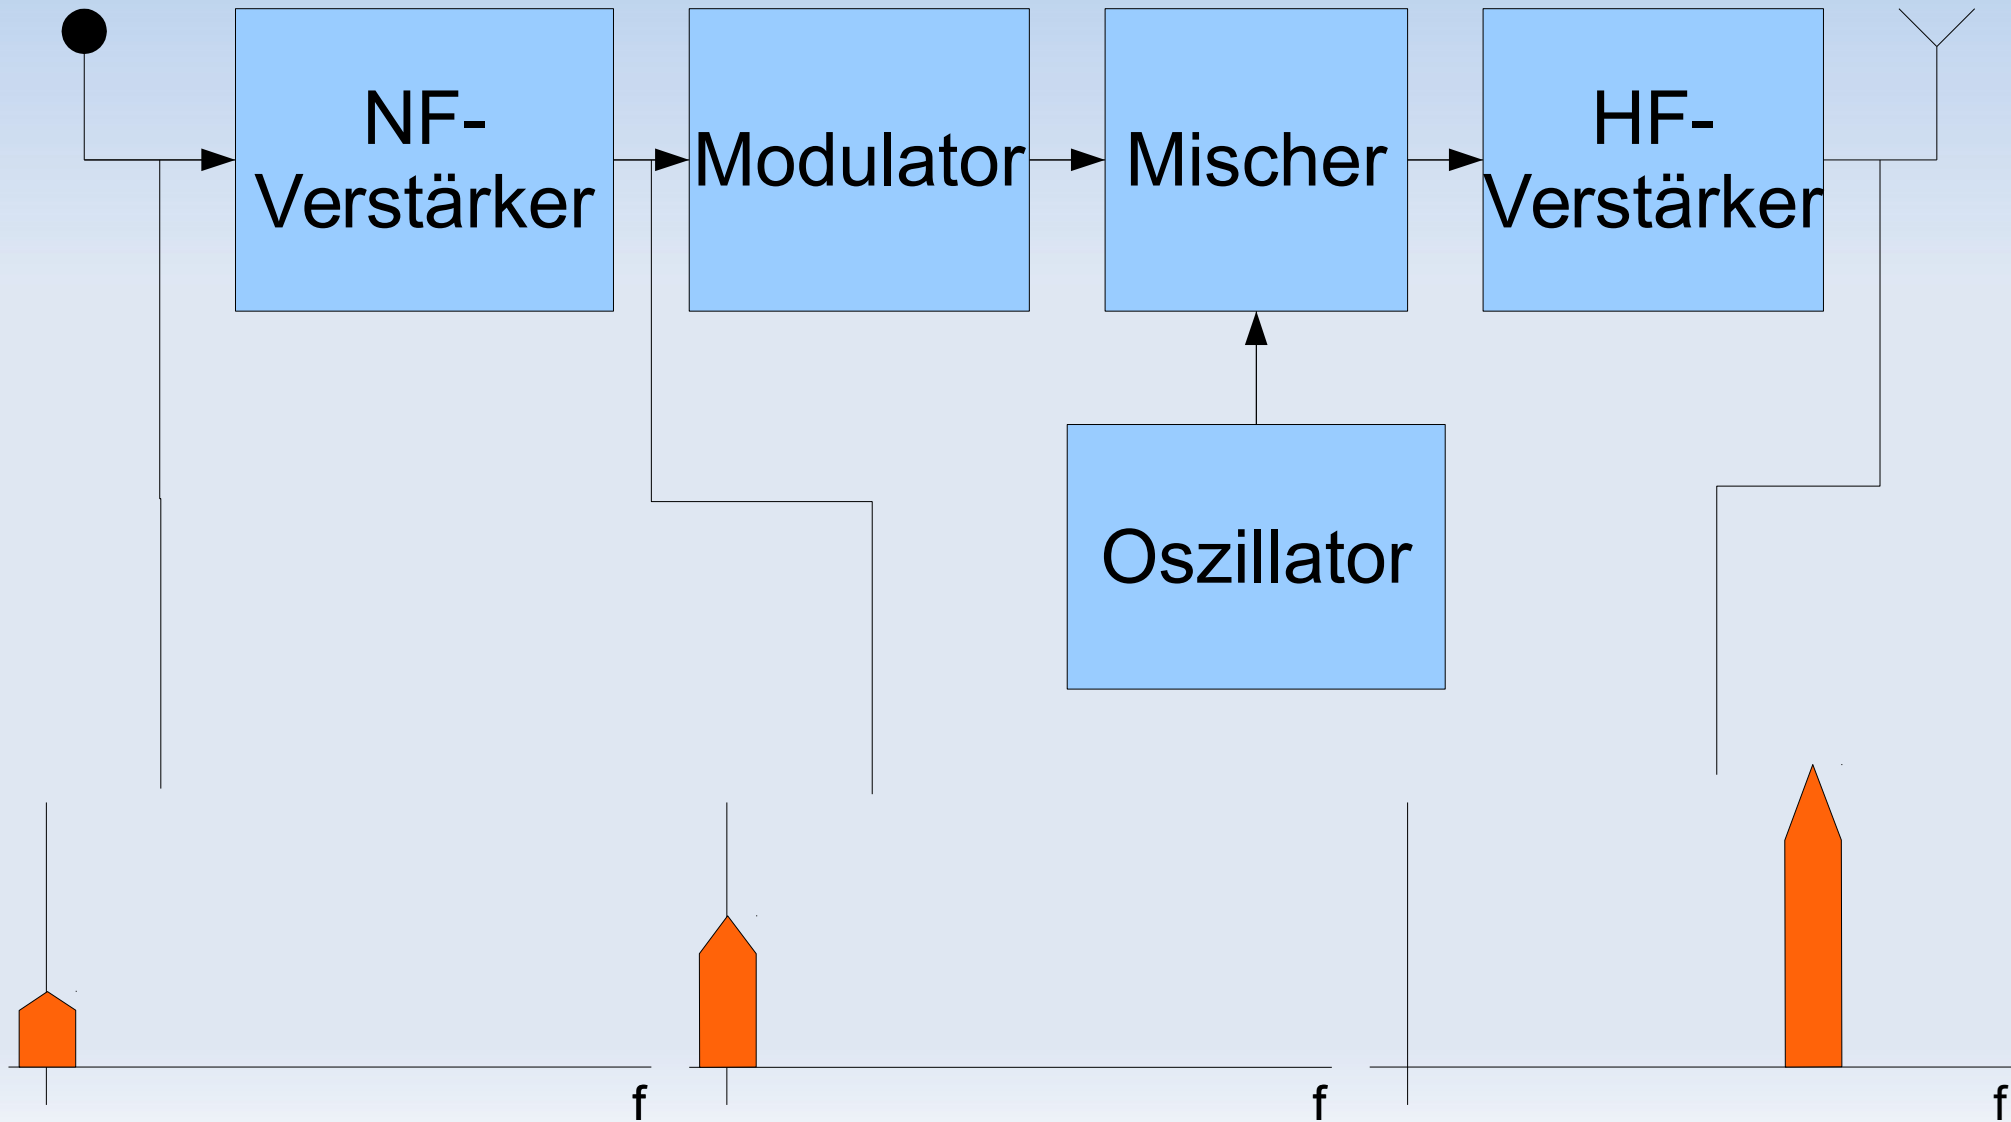 NF-
Verstärker
Modulator
Mischer
HF-
Verstärker
Oszillator
f
f
f